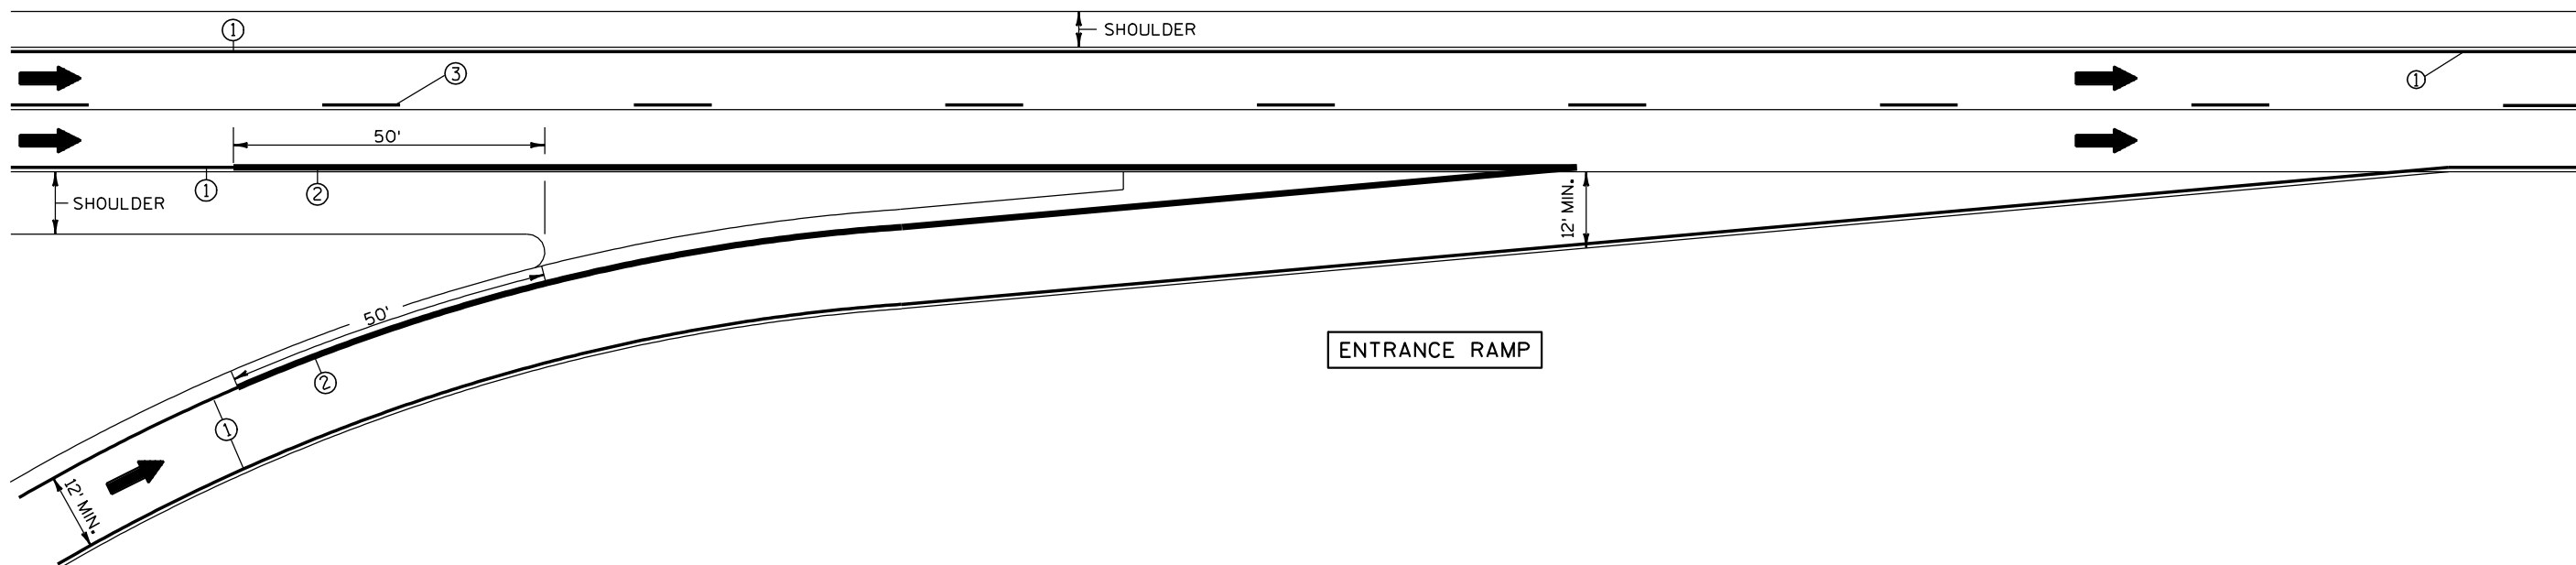 1
SHOULDER
3
1
50'
1
2
SHOULDER
12' MIN.
50'
2
ENTRANCE RAMP
1
12' MIN.